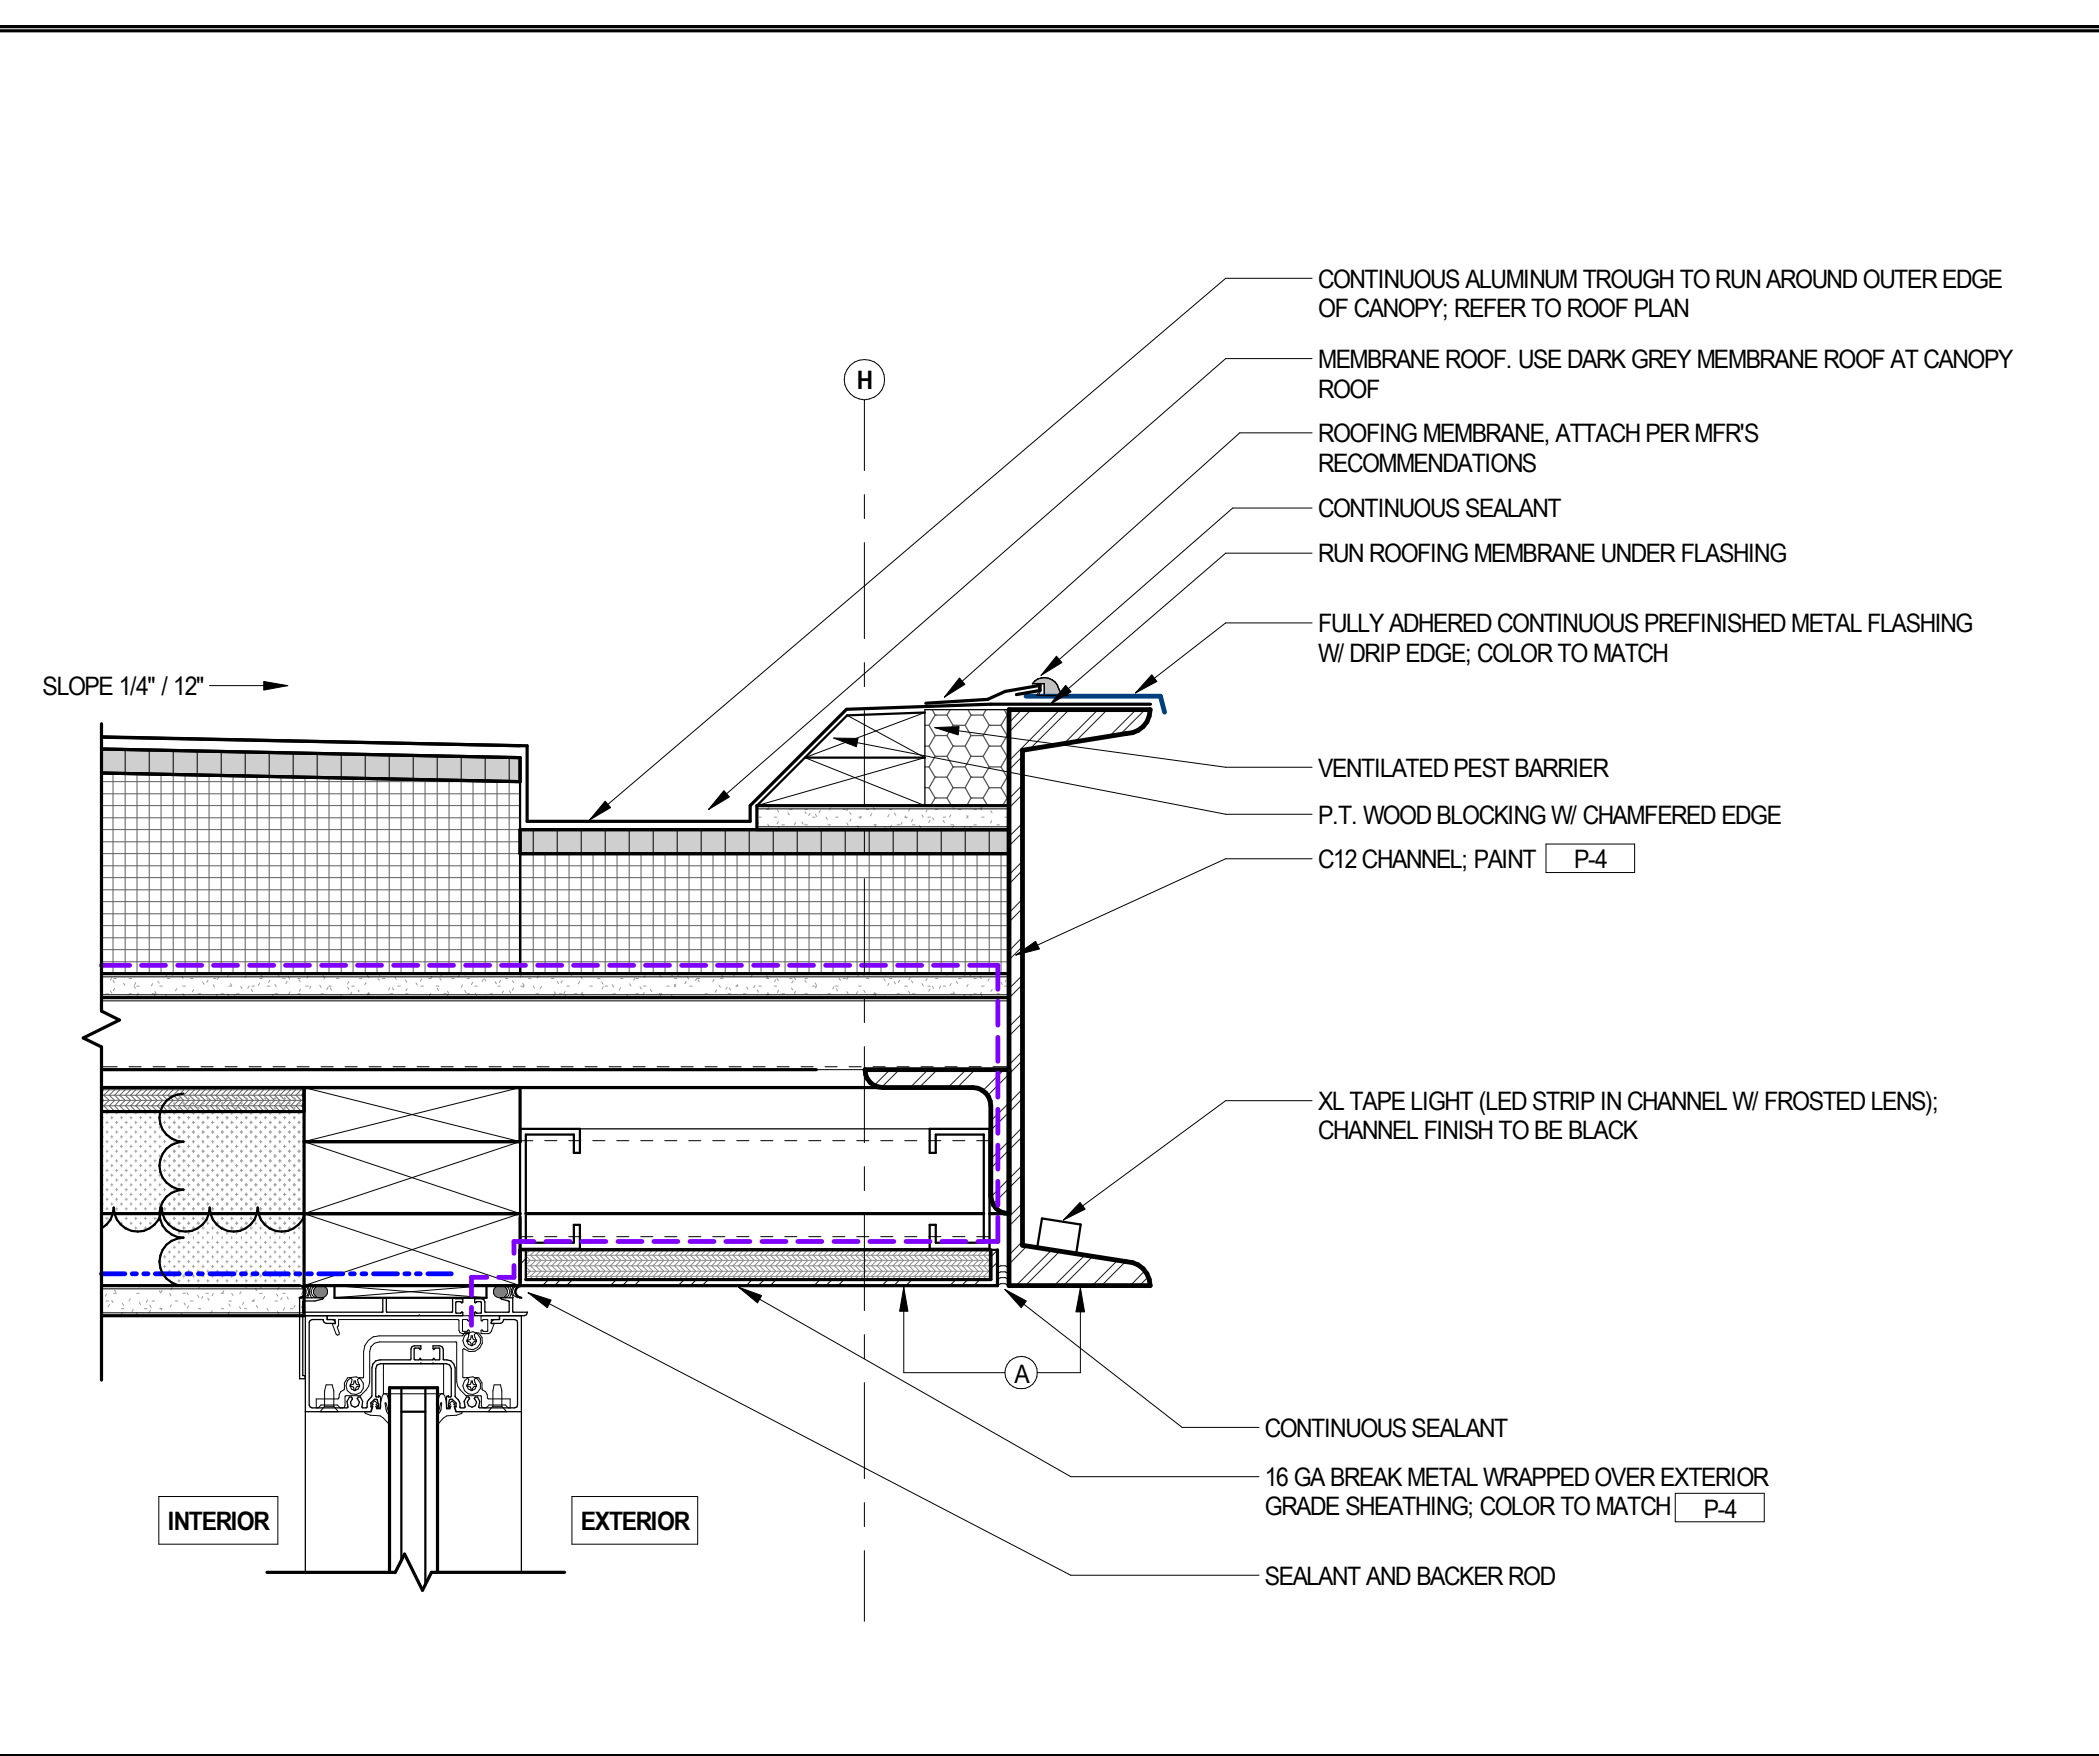 CONTINUOUS ALUMINUM TROUGH TO RUN AROUND OUTER EDGE
OF CANOPY; REFER TO ROOF PLAN
MEMBRANE ROOF. USE DARK GREY MEMBRANE ROOF AT CANOPY
ROOF
H
ROOFING MEMBRANE, ATTACH PER MFR'S
RECOMMENDATIONS
CONTINUOUS SEALANT
RUN ROOFING MEMBRANE UNDER FLASHING
FULLY ADHERED CONTINUOUS PREFINISHED METAL FLASHING
W/ DRIP EDGE; COLOR TO MATCH
SLOPE 1/4" / 12"
VENTILATED PEST BARRIER
P.T. WOOD BLOCKING W/ CHAMFERED EDGE
C12 CHANNEL; PAINT P-4
XL TAPE LIGHT (LED STRIP IN CHANNEL W/ FROSTED LENS);
CHANNEL FINISH TO BE BLACK
A
CONTINUOUS SEALANT
16 GA BREAK METAL WRAPPED OVER EXTERIOR
GRADE SHEATHING; COLOR TO MATCH P-4
INTERIOR
EXTERIOR
SEALANT AND BACKER ROD